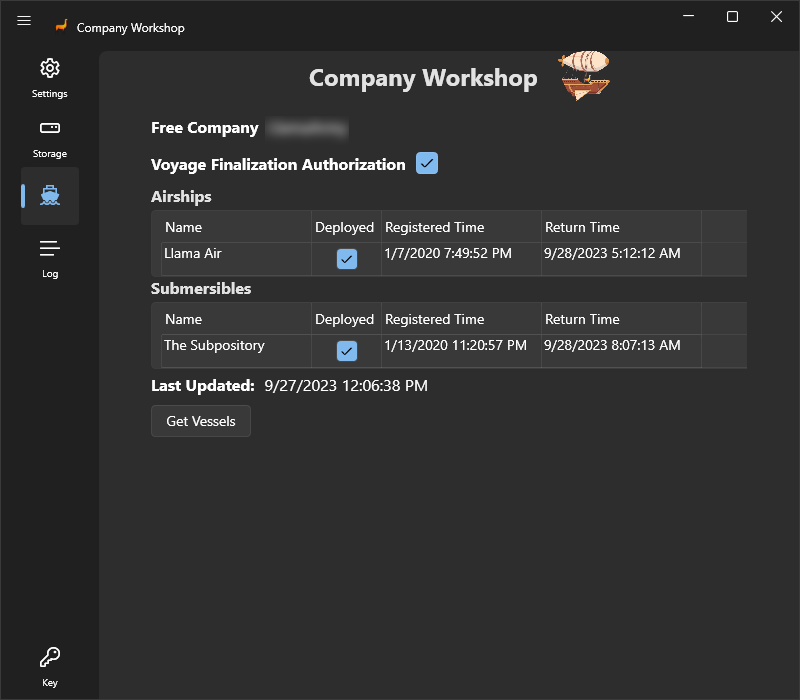 Company Workshop
Settings
Storage
Log
Key
Company Workshop
Free Company
Voyage Finalization Authorization
Airships
Name Deployed Registered Time Return Time
Llama Air 1/7/2020 7:49:52 PM 9/28/2023 5:12:12 AM
Submersibles
Name Deployed Registered Time Return Time
The Subpository 1/13/2020 11:20:57 PM 9/28/2023 8:07:13 AM
Last Updated: 9/27/2023 12:06:38 PM
Get Vessels